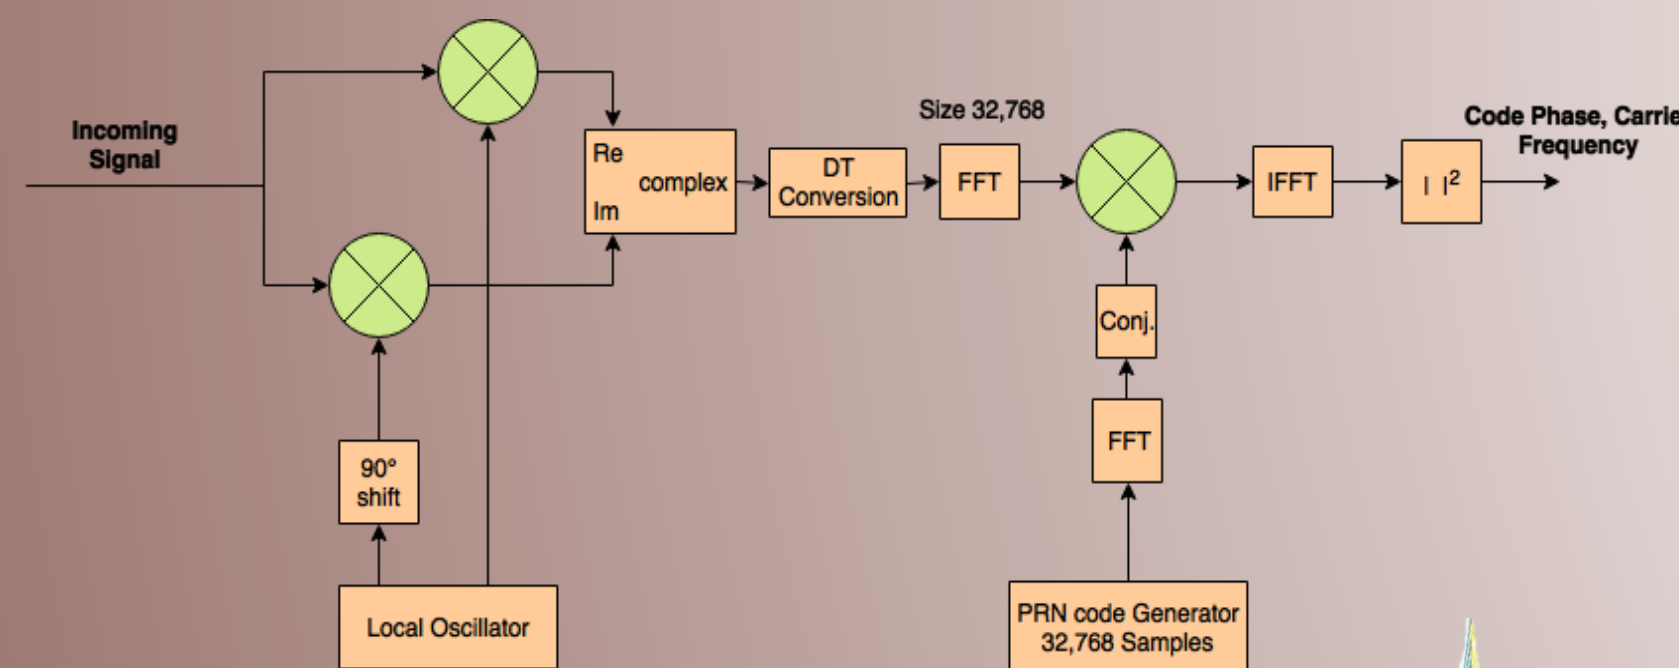 Incoming
Signal
Re
complex
Im
DT
Conversion
Size 32,768
FFT
IFFT
| |²
Code Phase, Carrie
Frequency
Conj.
FFT
90°
shift
Local Oscillator
PRN code Generator
32,768 Samples